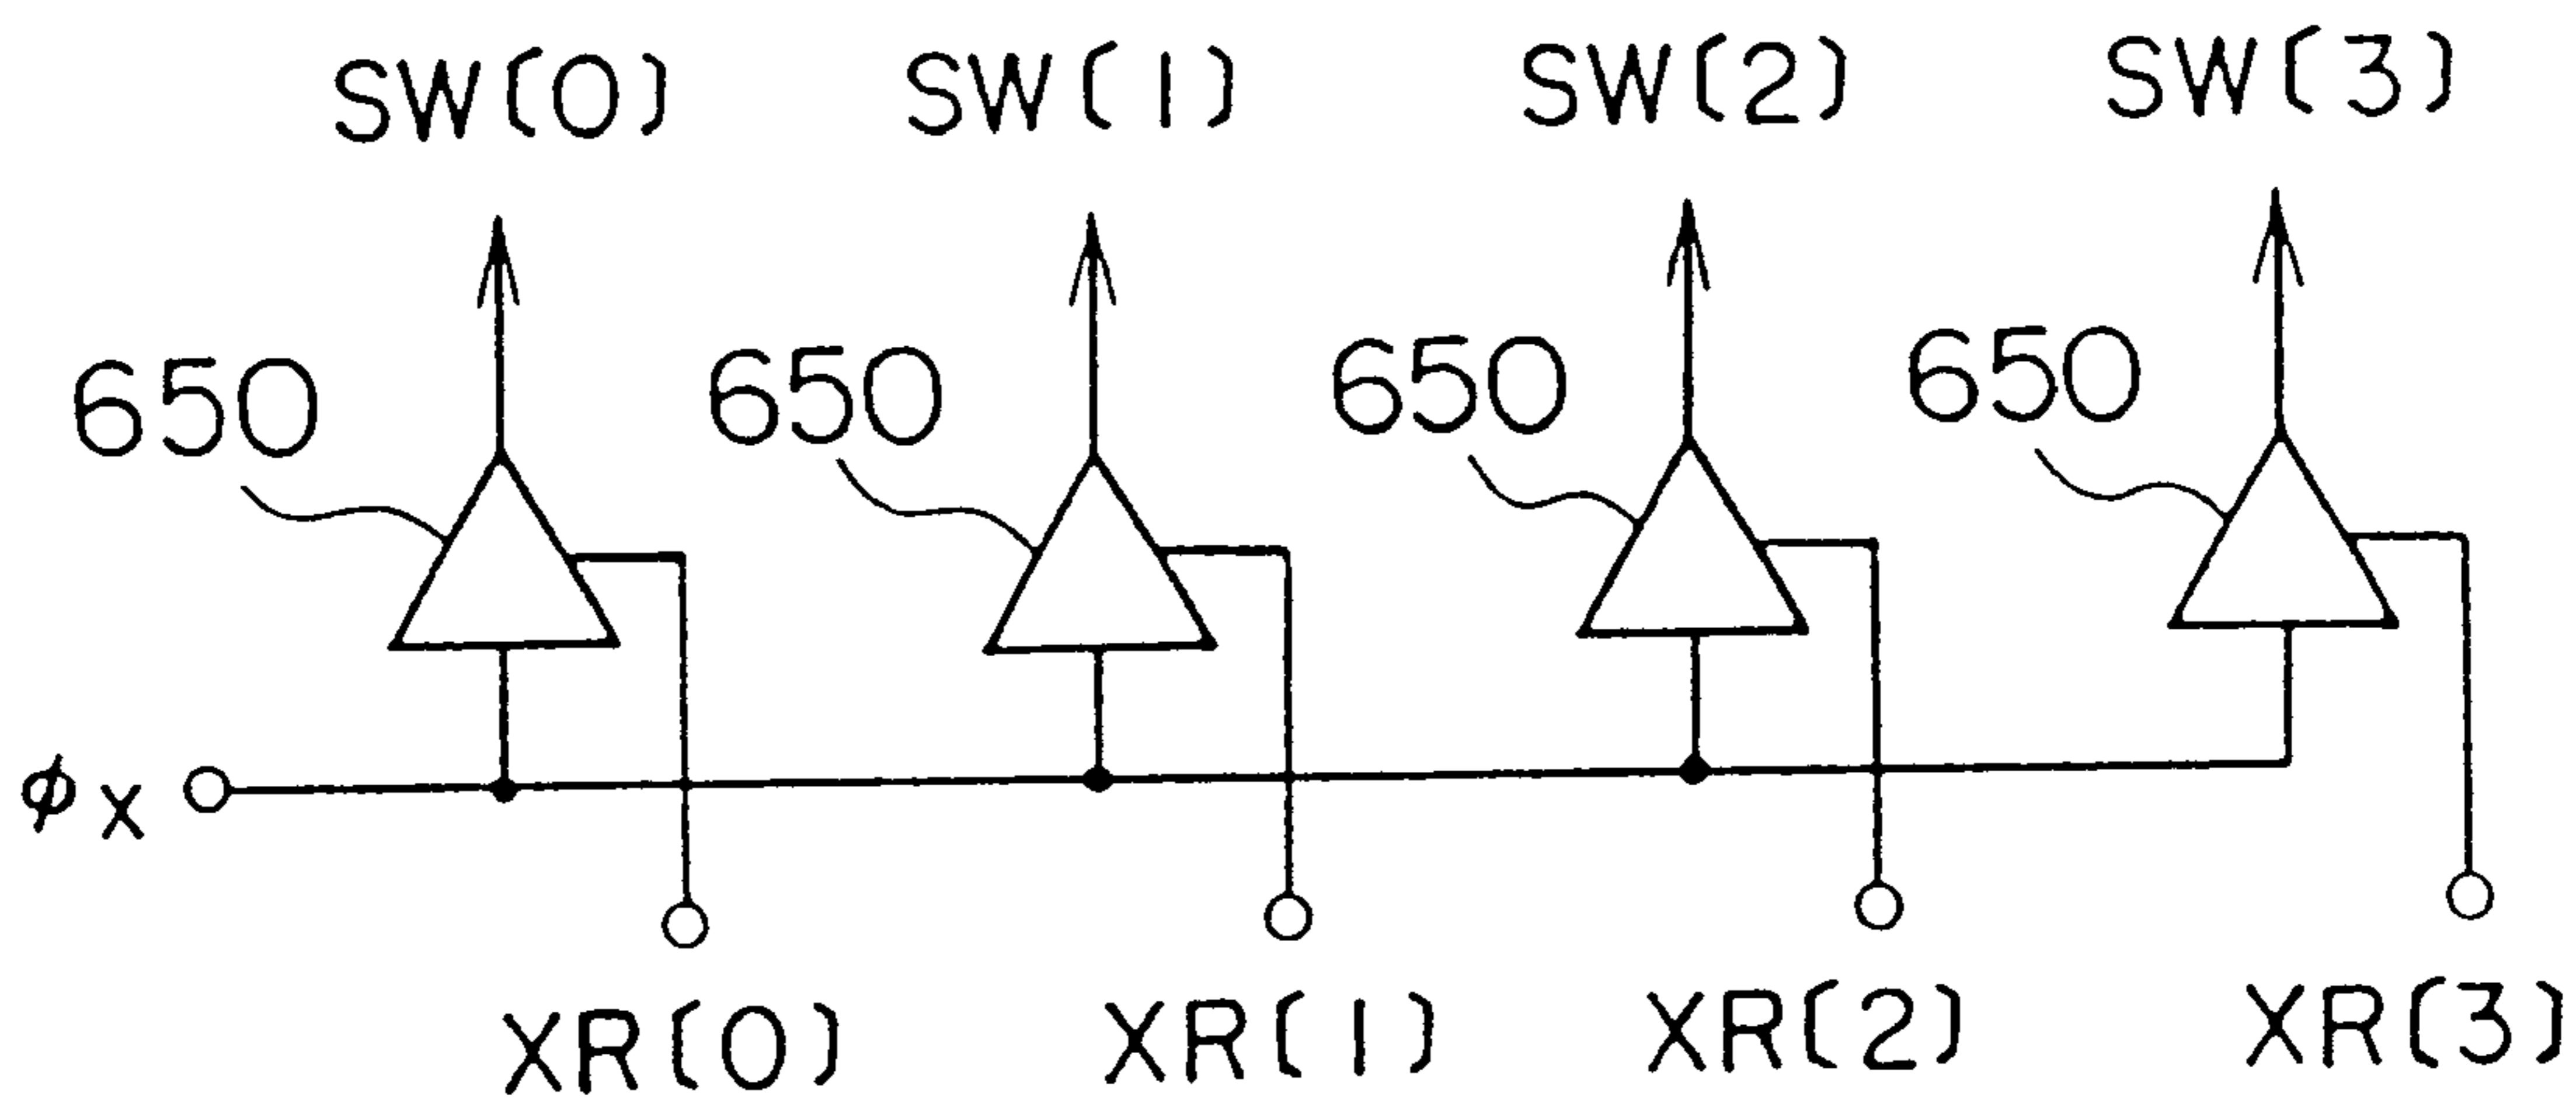 SW(0) SW(1) SW(2) SW(3)
650 650 650 650
φx
XR(0) XR(1) XR(2) XR(3)